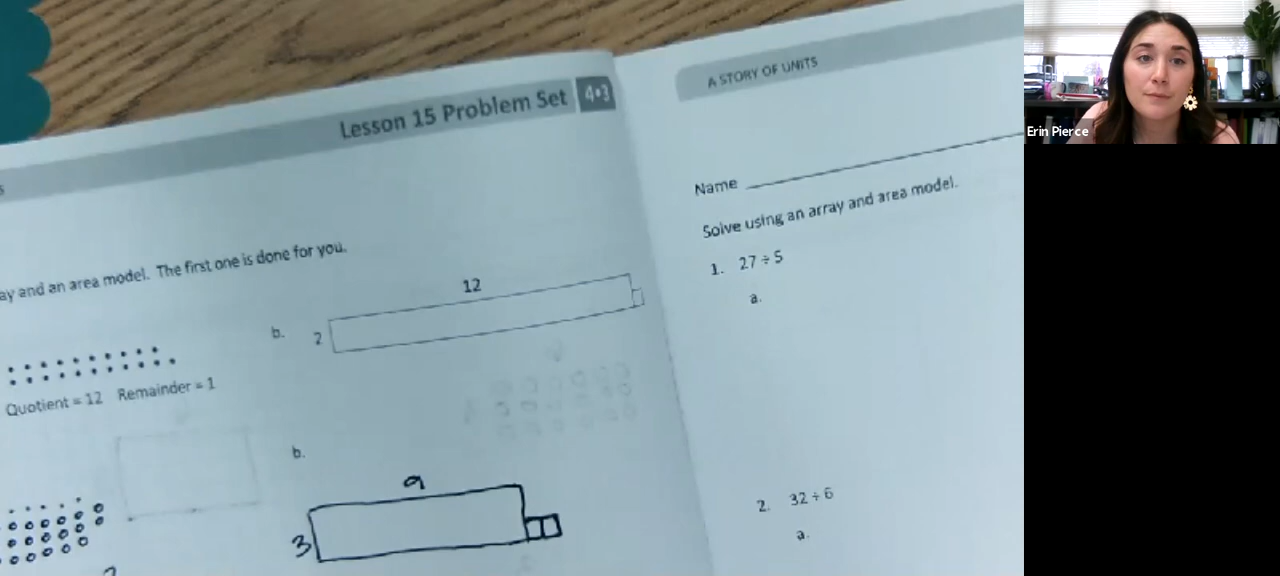 Lesson 15 Problem Set 4•3
ay and an area model. The first one is done for you.
b.
12
2
Quotient = 12 Remainder = 1
b.
9
3
A STORY OF UNITS
Name
Solve using an array and area model.
1. 27 ÷ 5
a.
2. 32 ÷ 6
a.
Erin Pierce